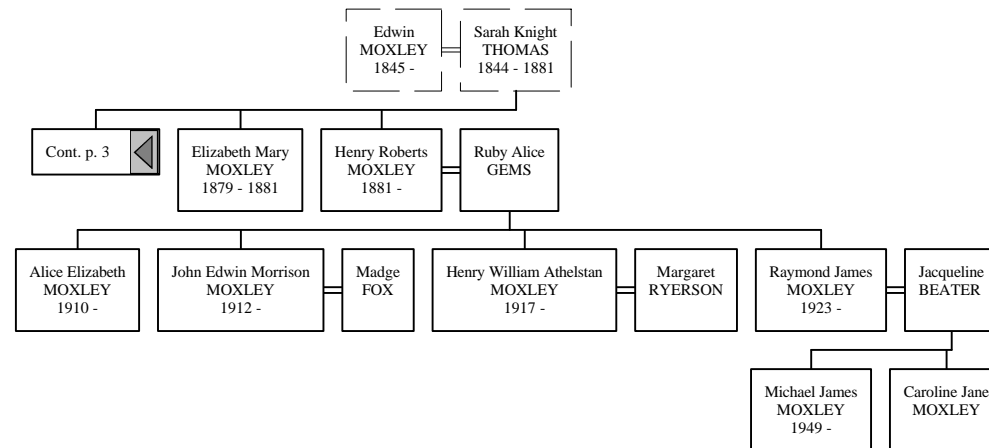 Edwin
MOXLEY
1845 -
Sarah Knight
THOMAS
1844 - 1881
Cont. p. 3
Elizabeth Mary
MOXLEY
1879 - 1881
Henry Roberts
MOXLEY
1881 -
Ruby Alice
GEMS
Alice Elizabeth
MOXLEY
1910 -
John Edwin Morrison
MOXLEY
1912 -
Madge
FOX
Henry William Athelstan
MOXLEY
1917 -
Margaret
RYERSON
Raymond James
MOXLEY
1923 -
Jacqueline
BEATER
Michael James
MOXLEY
1949 -
Caroline Jane
MOXLEY